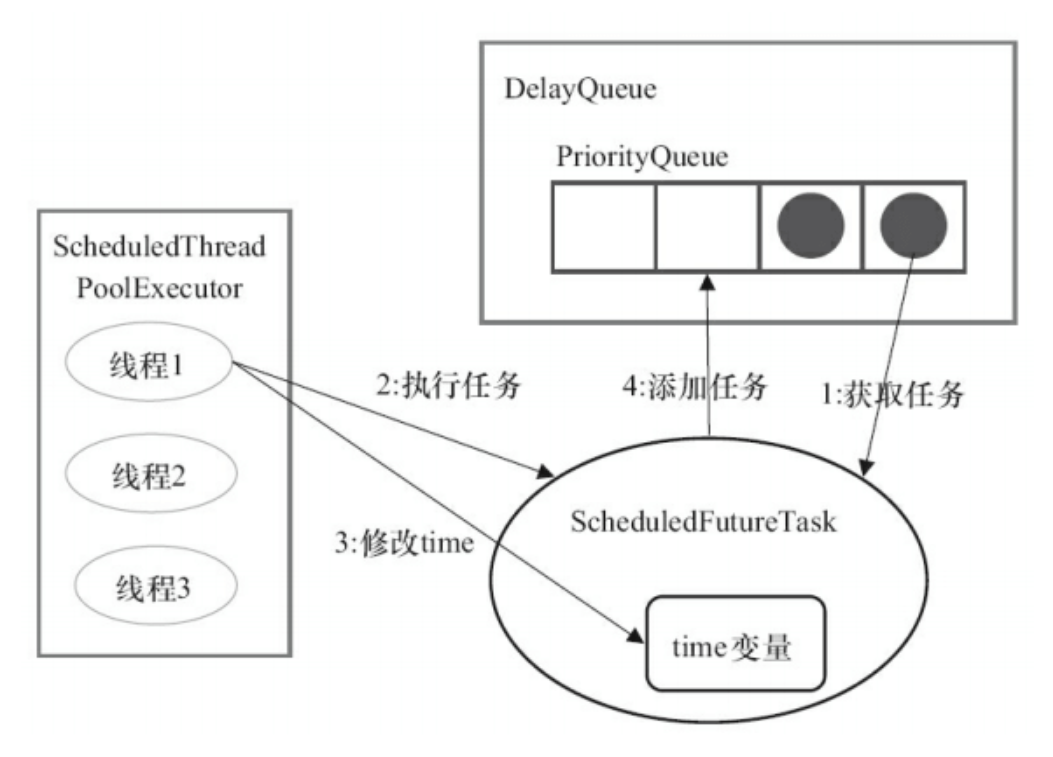 DelayQueue
PriorityQueue
ScheduledThread
PoolExecutor
线程1
线程2
线程3
2:执行任务
4:添加任务
1:获取任务
3:修改time
ScheduledFutureTask
time变量